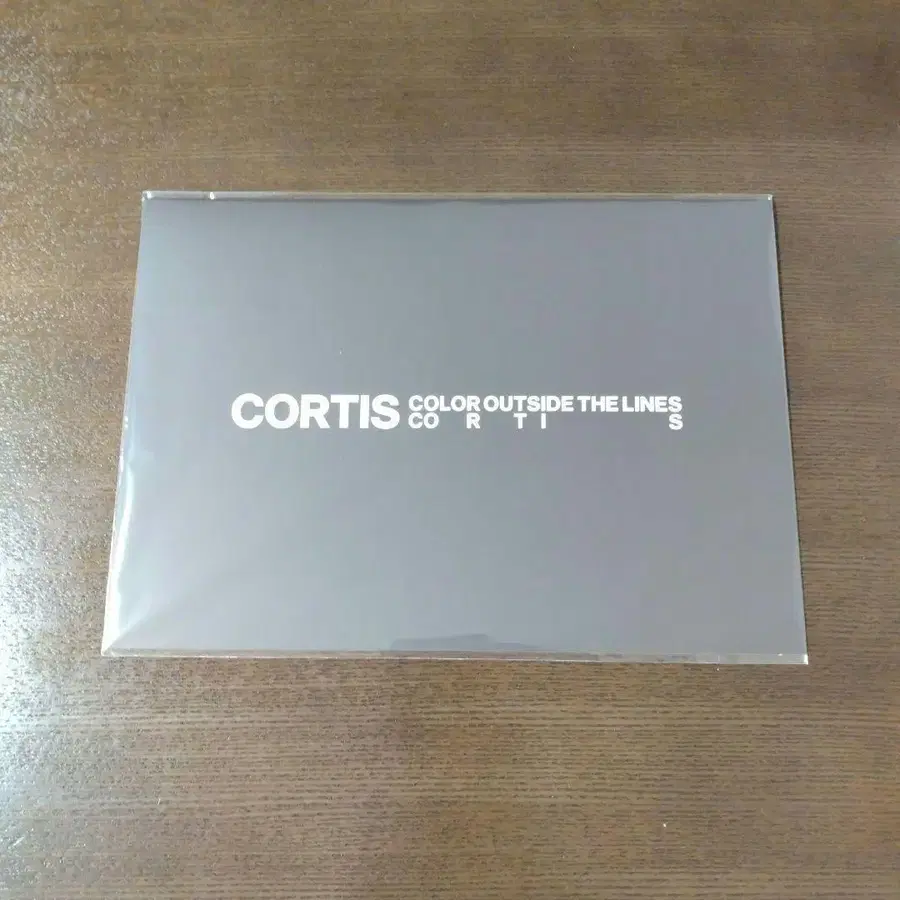 CORTIS
COLOR OUTSIDE THE LINES
CO R T I S